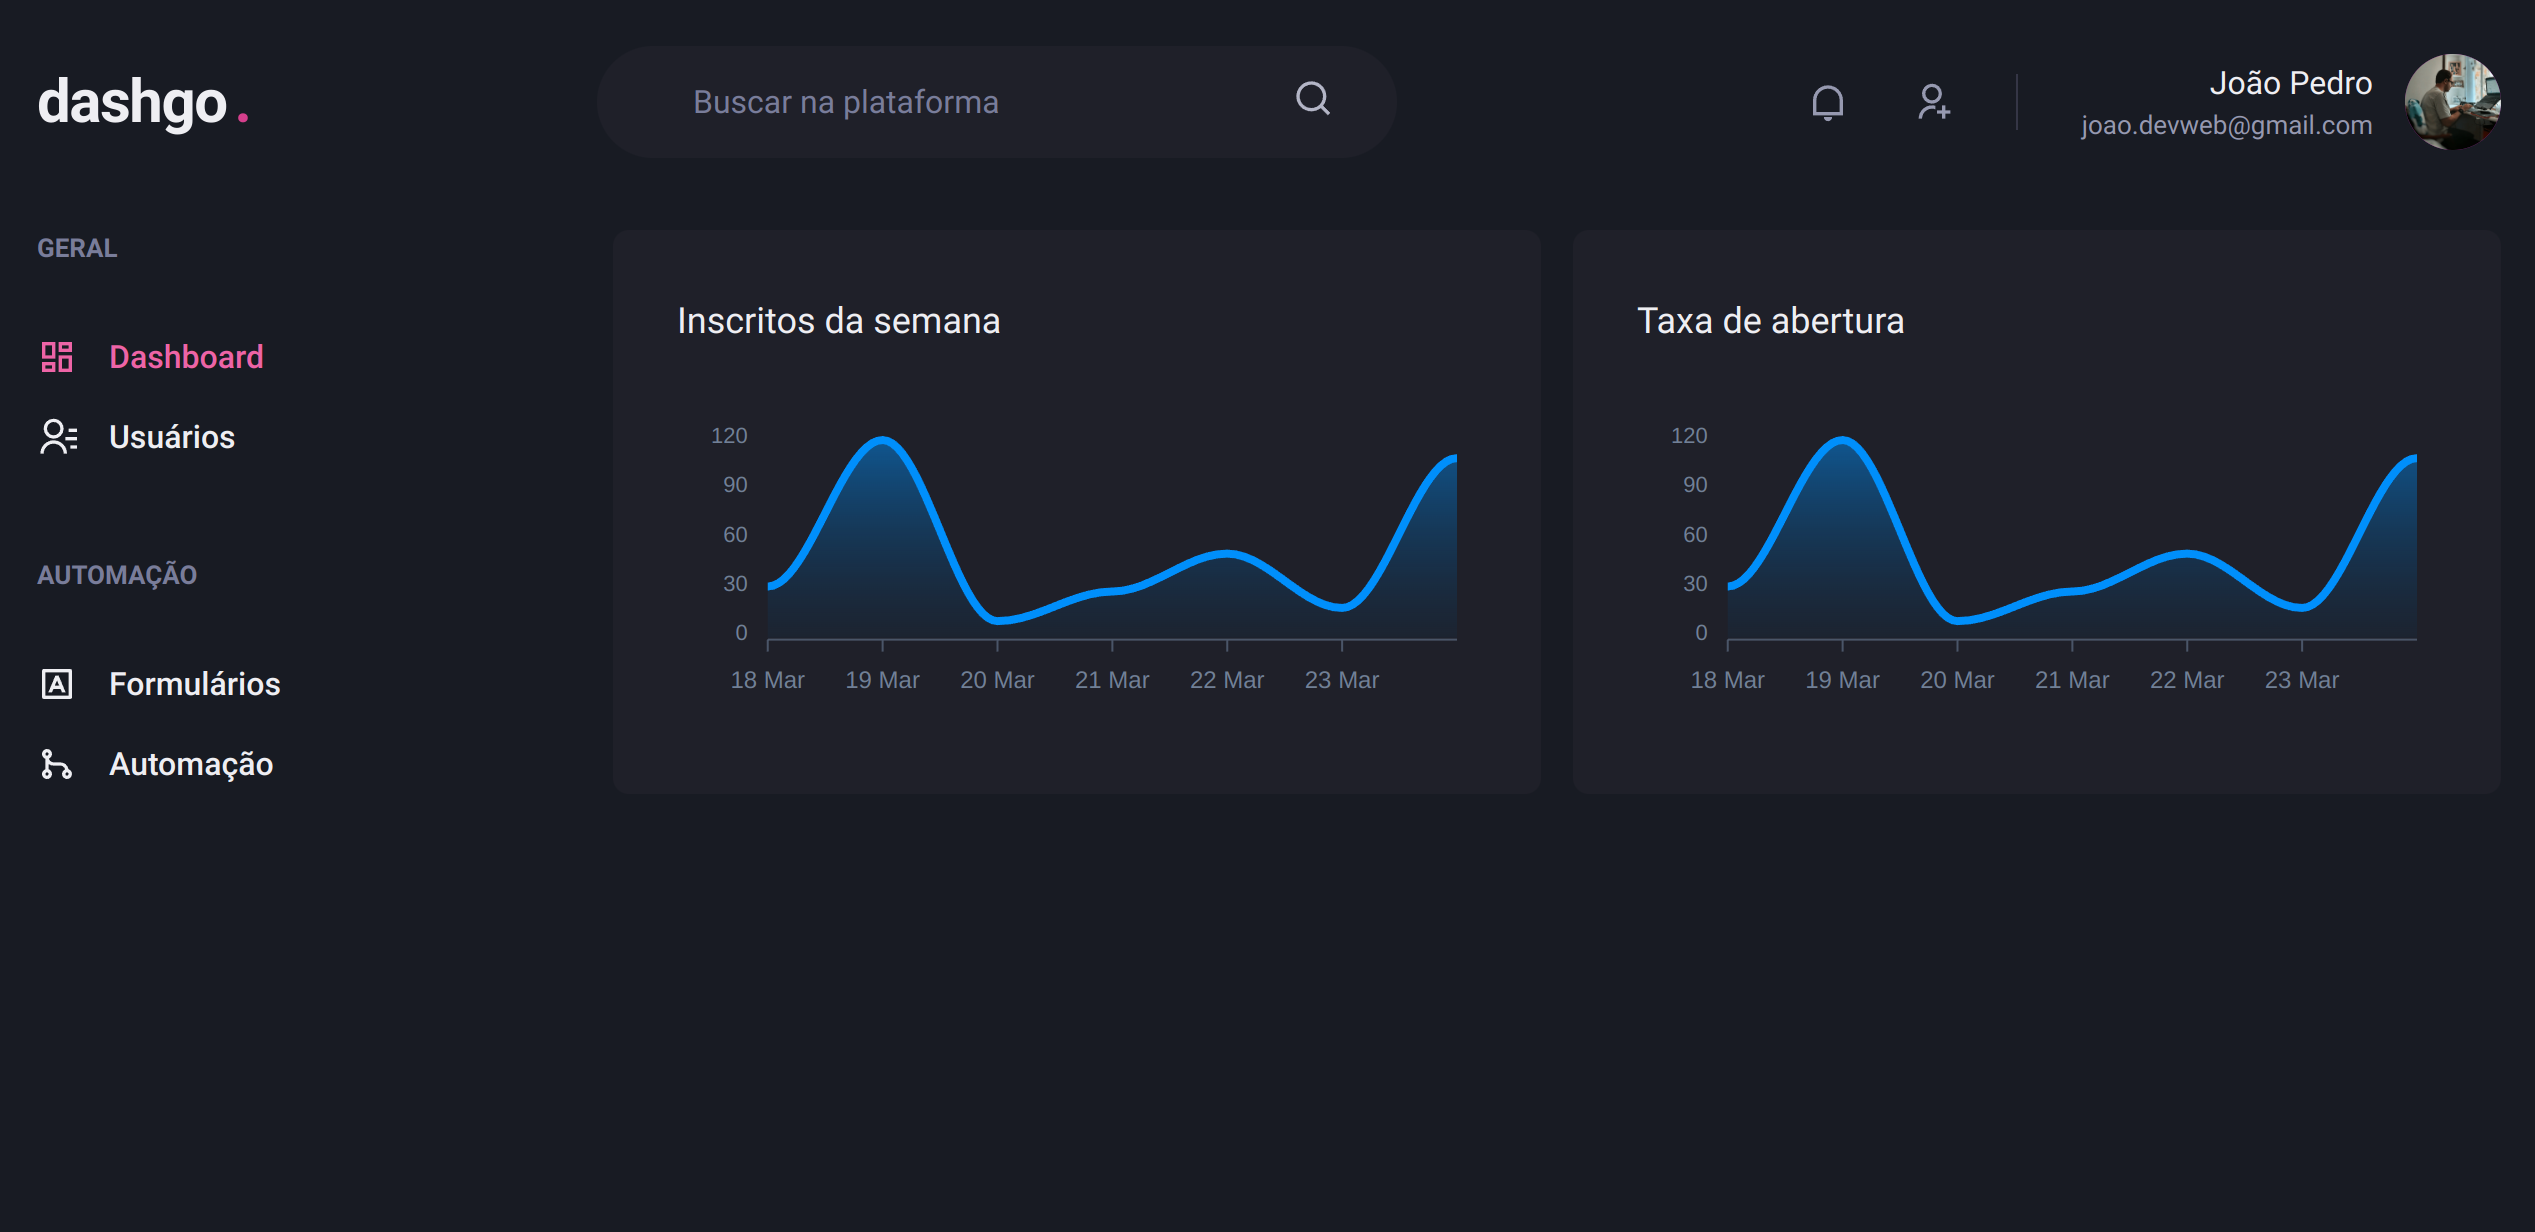 dashgo.
Buscar na plataforma
João Pedro
joao.devweb@gmail.com
GERAL
Dashboard
Usuários
AUTOMAÇÃO
Formulários
Automação
Inscritos da semana
120
90
60
30
0
18 Mar 19 Mar 20 Mar 21 Mar 22 Mar 23 Mar
Taxa de abertura
120
90
60
30
0
18 Mar 19 Mar 20 Mar 21 Mar 22 Mar 23 Mar